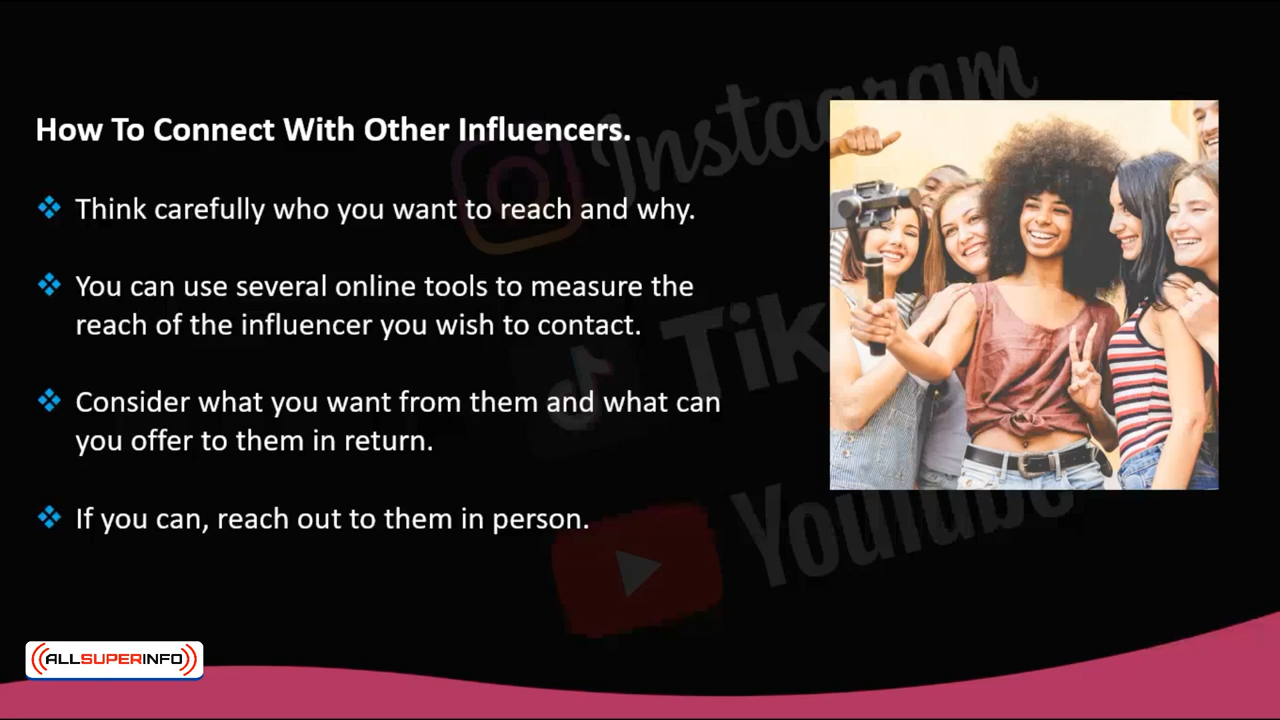 Instagram
How To Connect With Other Influencers.
Think carefully who you want to reach and why.
You can use several online tools to measure the
reach of the influencer you wish to contact.
Tik
Consider what you want from them and what can
you offer to them in return.
YouTube
If you can, reach out to them in person.
ALLSUPERINFO